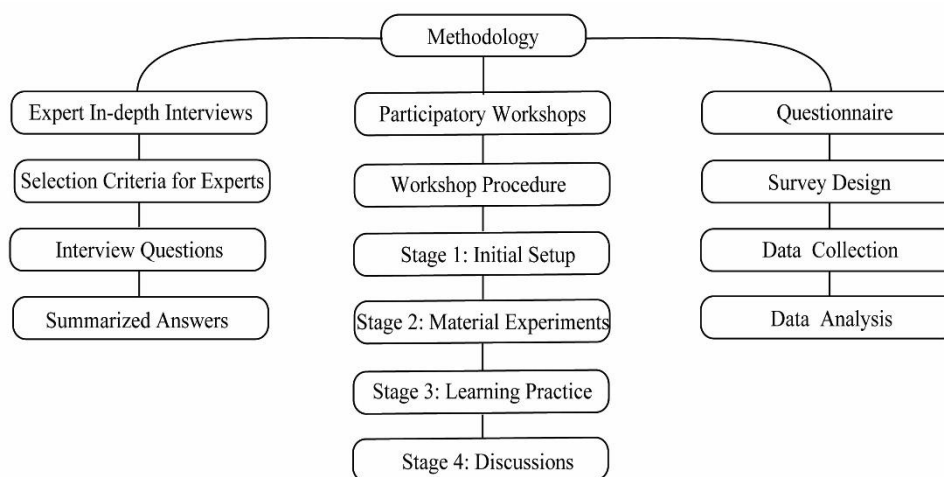 Methodology
Expert In-depth Interviews
Selection Criteria for Experts
Interview Questions
Summarized Answers
Participatory Workshops
Workshop Procedure
Stage 1: Initial Setup
Stage 2: Material Experiments
Stage 3: Learning Practice
Stage 4: Discussions
Questionnaire
Survey Design
Data Collection
Data Analysis